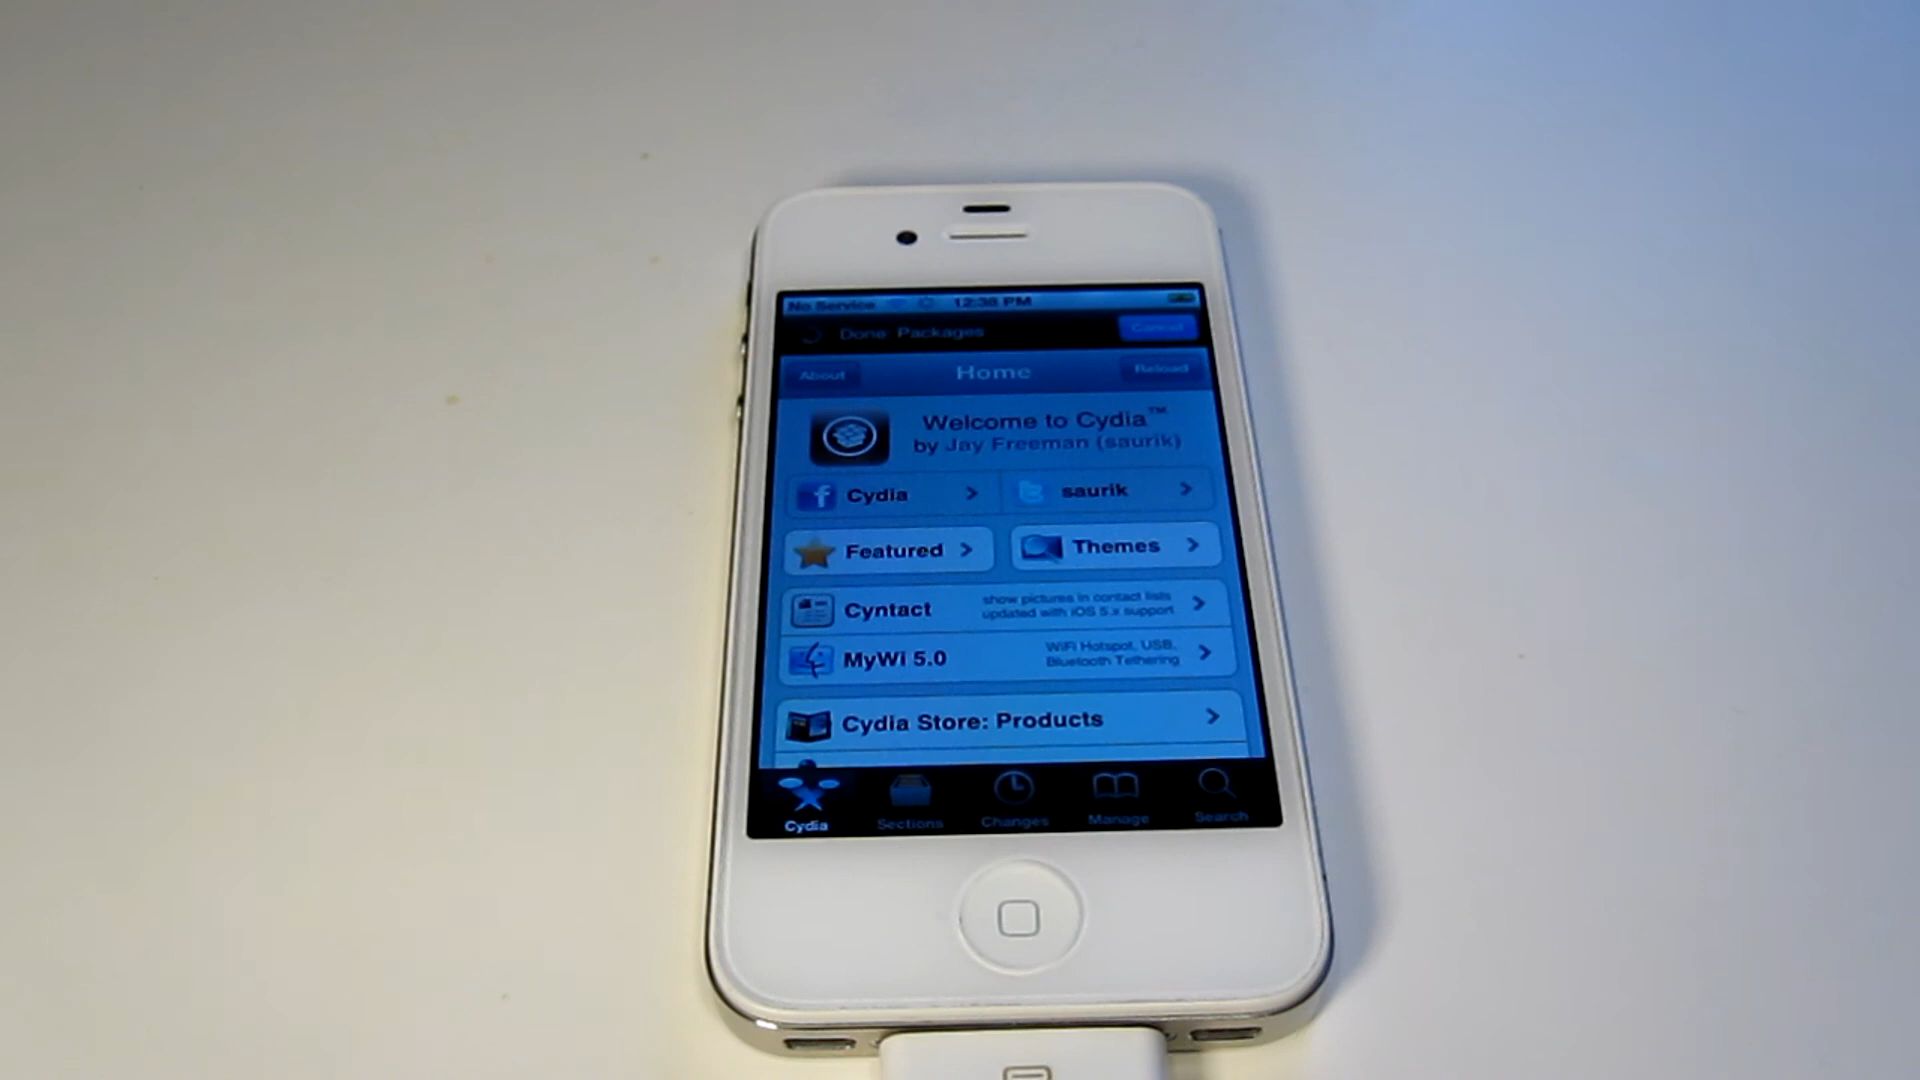 No Service 12:38 PM
Done: Packages Cancel
About Home Reload
Welcome to Cydia™
by Jay Freeman (saurik)
Cydia saurik
Featured Themes
Cyntact show pictures in contact lists
updated with iOS 5.x support
MyWi 5.0 WiFi Hotspot, USB,
Bluetooth Tethering
Cydia Store: Products
Cydia Sections Changes Manage Search